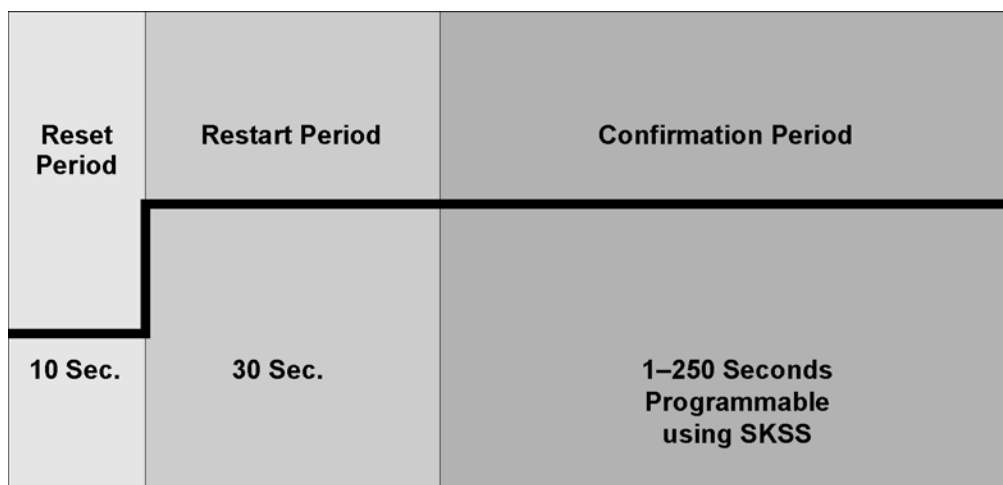 Reset
Period
Restart Period
Confirmation Period
10 Sec.
30 Sec.
1–250 Seconds
Programmable
using SKSS